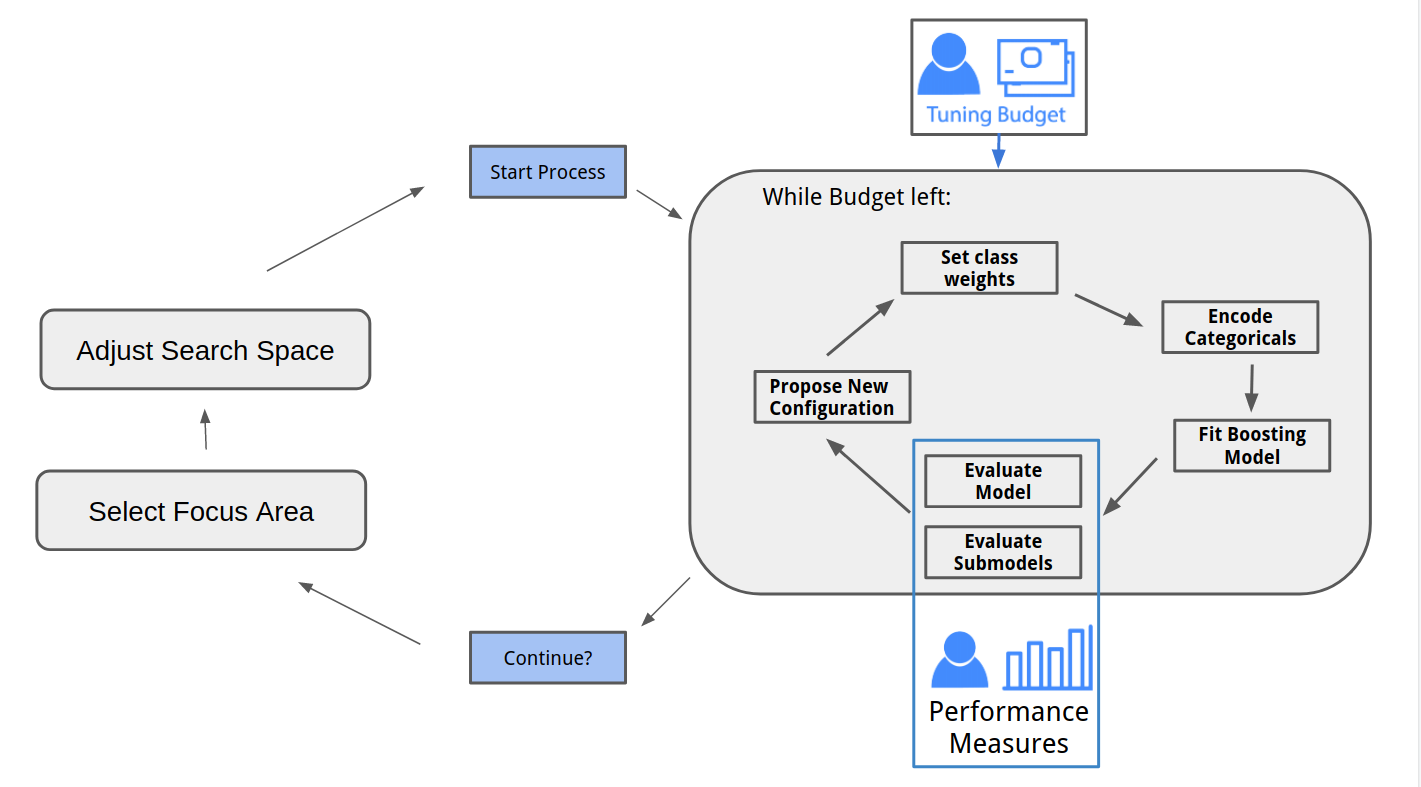 Tuning Budget
Start Process
While Budget left:
Set class
weights
Encode
Categoricals
Adjust Search Space
Propose New
Configuration
Fit Boosting
Model
Evaluate
Model
Select Focus Area
Evaluate
Submodels
Continue?
Performance
Measures